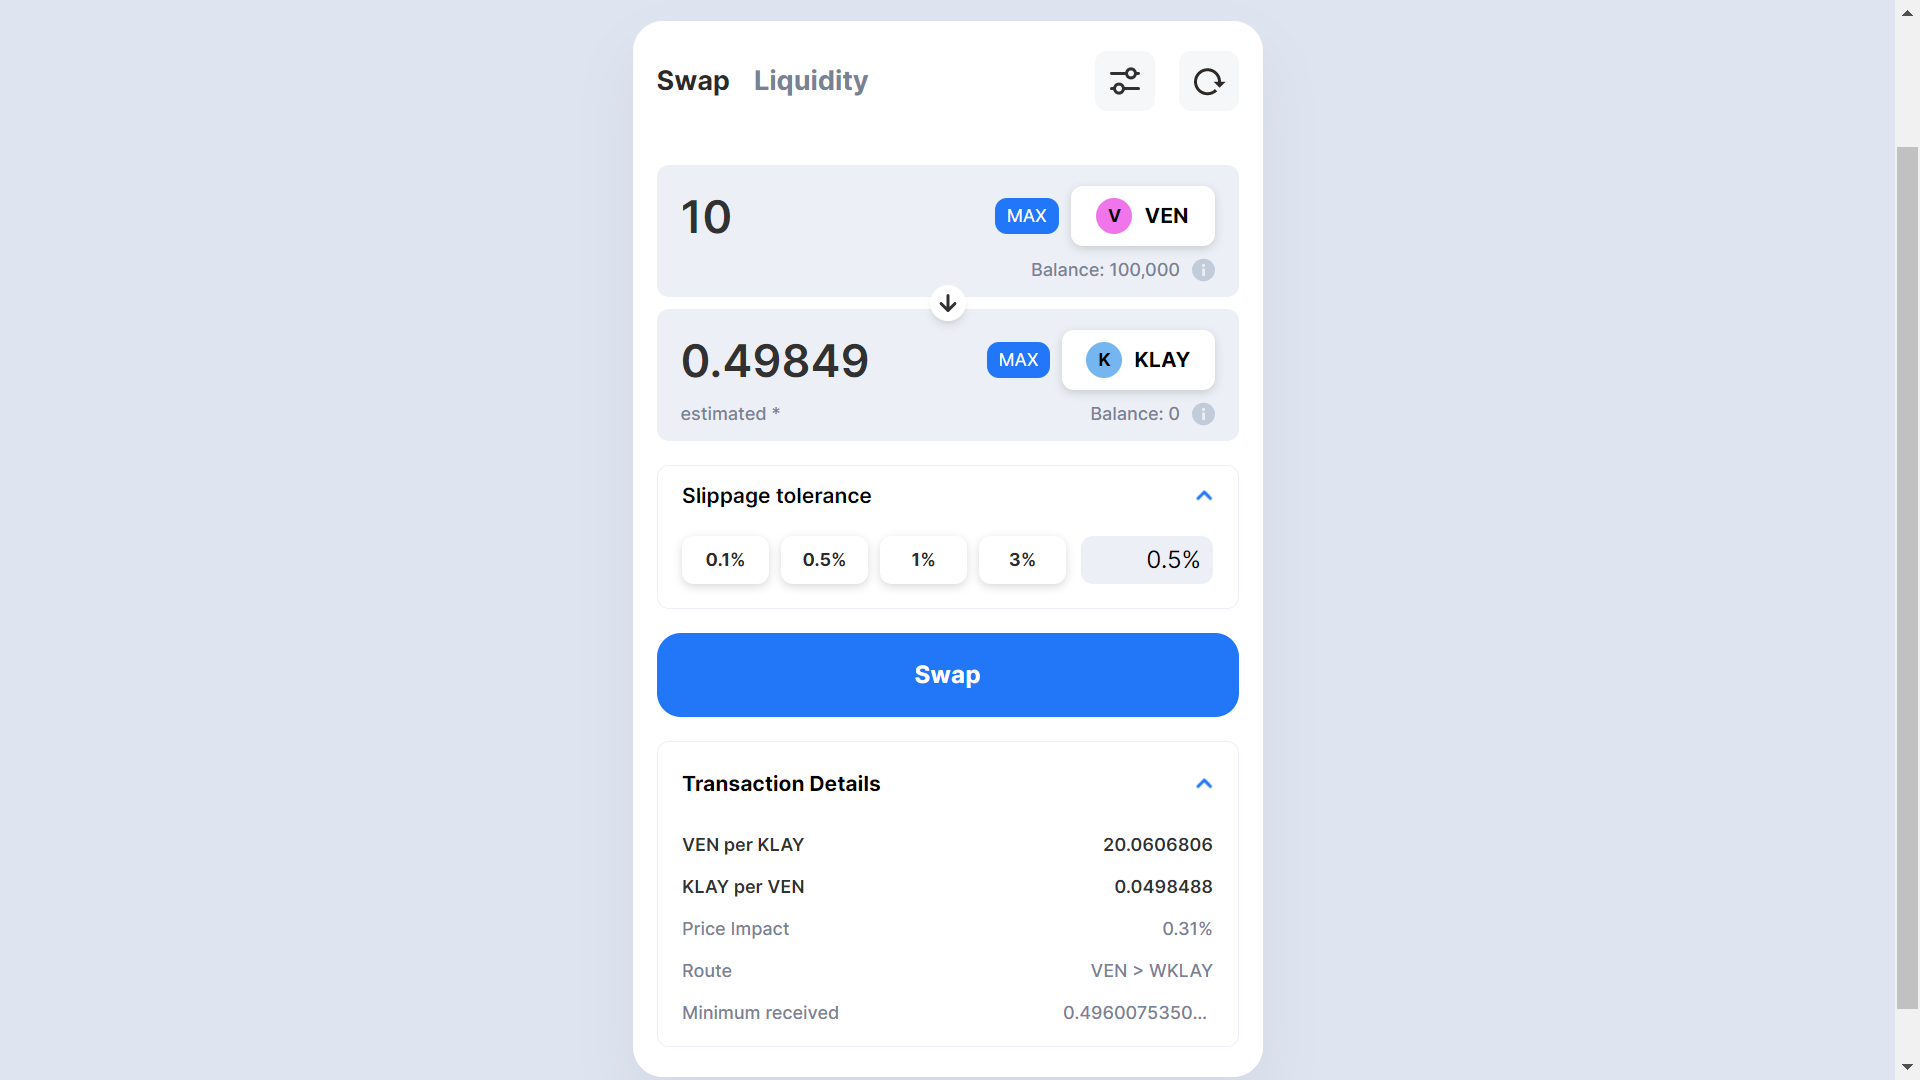 Swap Liquidity
10 MAX V VEN
Balance: 100,000
0.49849 MAX K KLAY
estimated * Balance: 0
Slippage tolerance
0.1% 0.5% 1% 3% 0.5%
Swap
Transaction Details
VEN per KLAY 20.0606806
KLAY per VEN 0.0498488
Price Impact 0.31%
Route VEN > WKLAY
Minimum received 0.4960075350...